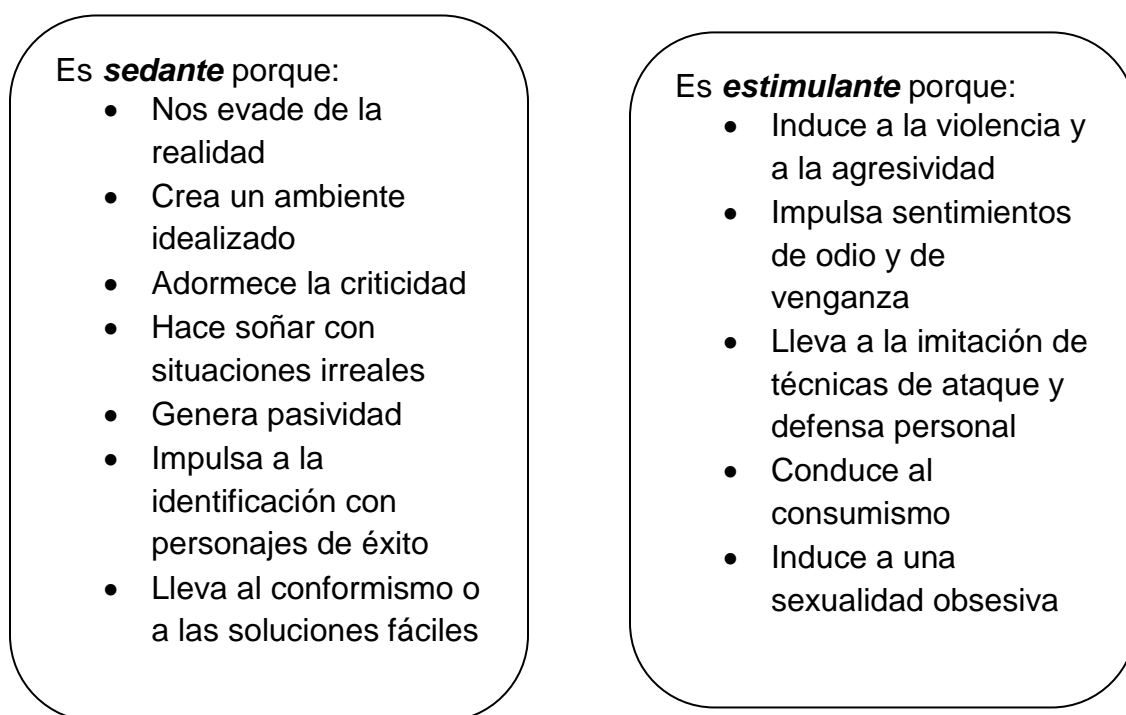 Es sedante porque:
• Nos evade de la
realidad
• Crea un ambiente
idealizado
• Adormece la criticidad
• Hace soñar con
situaciones irreales
• Genera pasividad
• Impulsa a la
identificación con
personajes de éxito
• Lleva al conformismo o
a las soluciones fáciles
Es estimulante porque:
• Induce a la violencia y
a la agresividad
• Impulsa sentimientos
de odio y de
venganza
• Lleva a la imitación de
técnicas de ataque y
defensa personal
• Conduce al
consumismo
• Induce a una
sexualidad obsesiva